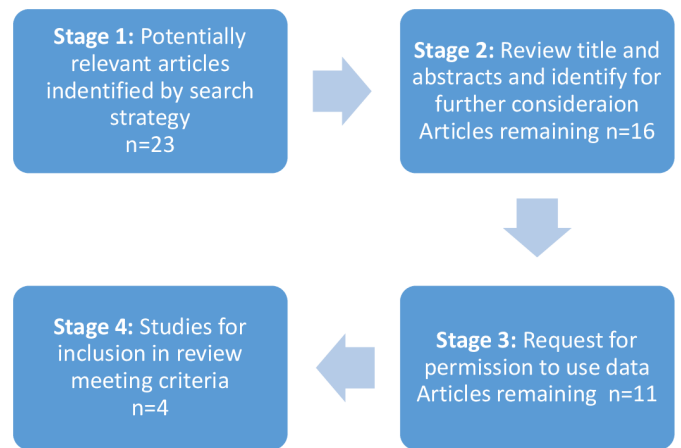 Stage 1: Potentially
relevant articles
indentified by search
strategy
n=23
Stage 2: Review title and
abstracts and identify for
further consideraion
Articles remaining n=16
Stage 3: Request for
permission to use data
Articles remaining n=11
Stage 4: Studies for
inclusion in review
meeting criteria
n=4